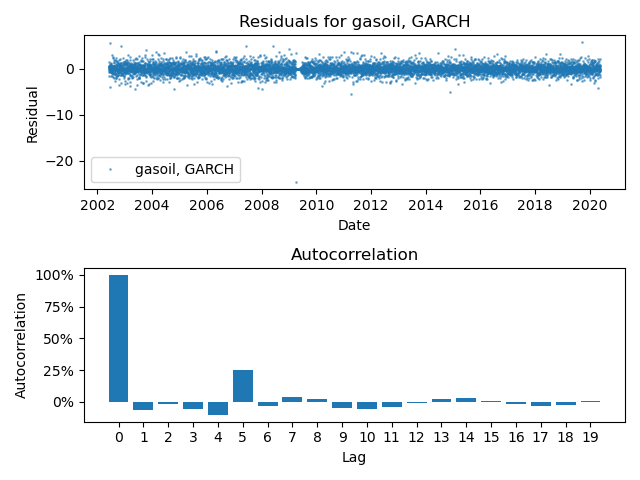 Residuals for gasoil, GARCH
Residual
0
−10
−20
gasoil, GARCH
2002 2004 2006 2008 2010 2012 2014 2016 2018 2020
Date
Autocorrelation
Autocorrelation
100%
75%
50%
25%
0%
0 1 2 3 4 5 6 7 8 9 10 11 12 13 14 15 16 17 18 19
Lag